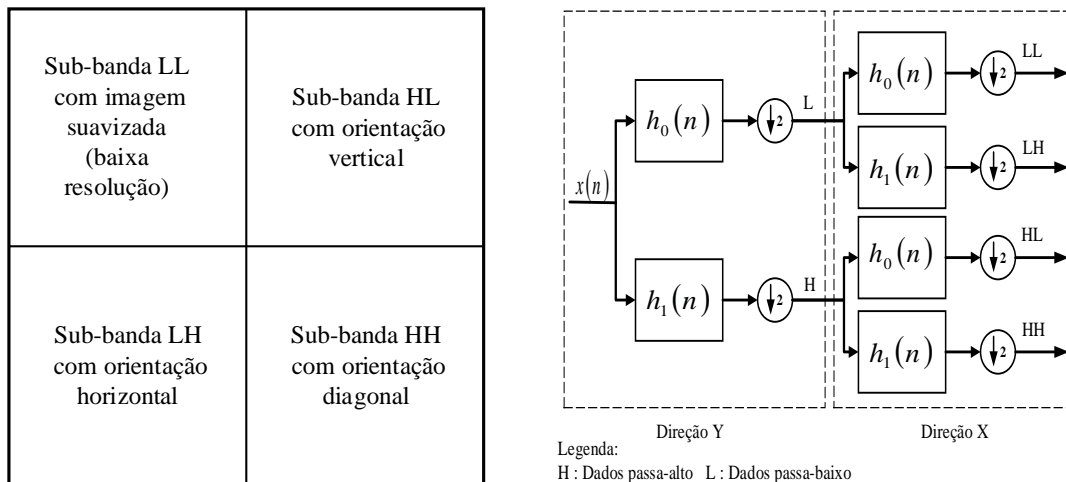 Sub-banda LL
com imagem
suavizada
(baixa
resolução)
Sub-banda HL
com orientação
vertical
Sub-banda LH
com orientação
horizontal
Sub-banda HH
com orientação
diagonal
x(n)
h₀(n)
↓2
L
h₁(n)
↓2
H
h₀(n)
↓2
LL
h₁(n)
↓2
LH
h₀(n)
↓2
HL
h₁(n)
↓2
HH
Direção Y
Direção X
Legenda:
H : Dados passa-alto L : Dados passa-baixo